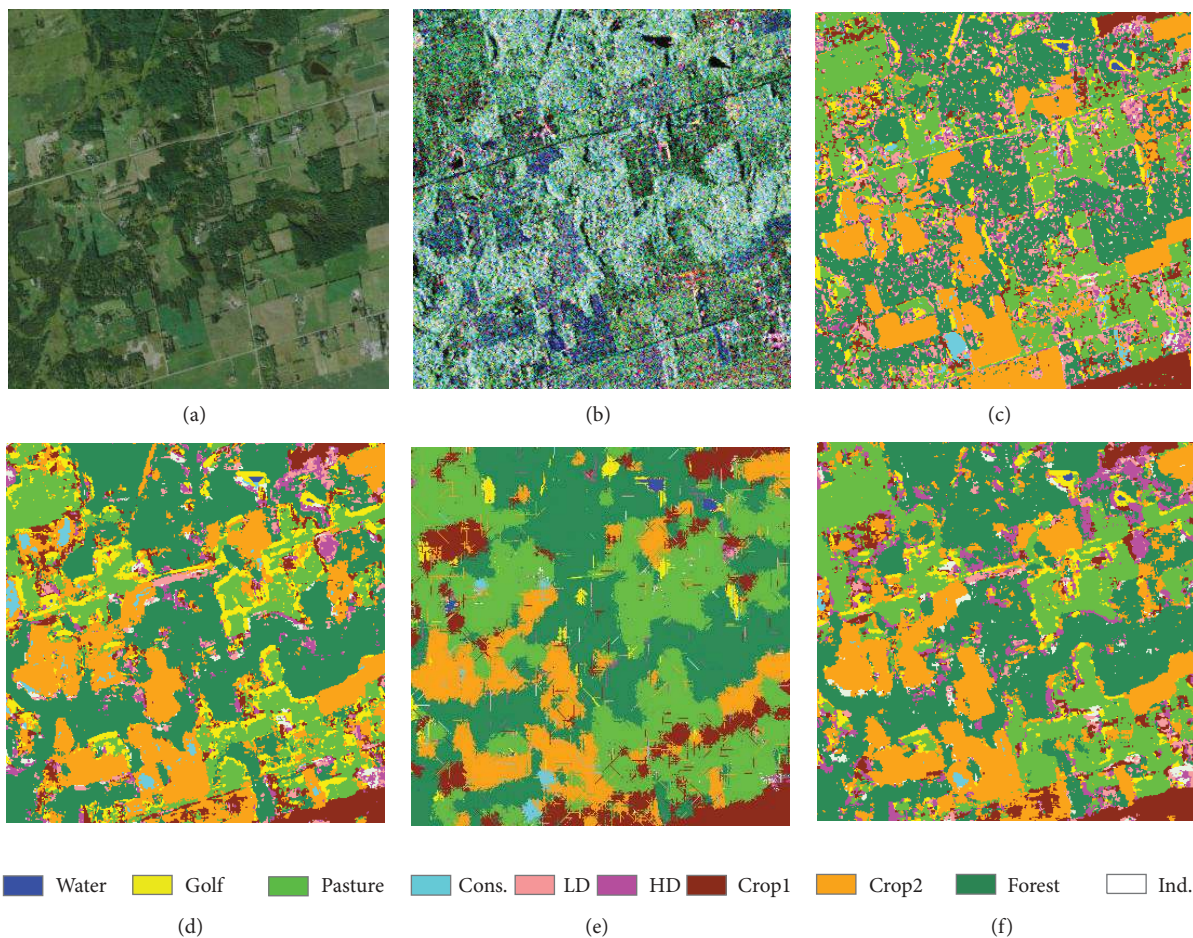 (a) (b) (c)
Water Golf Pasture Cons. LD HD Crop1 Crop2 Forest Ind.
(d) (e) (f)